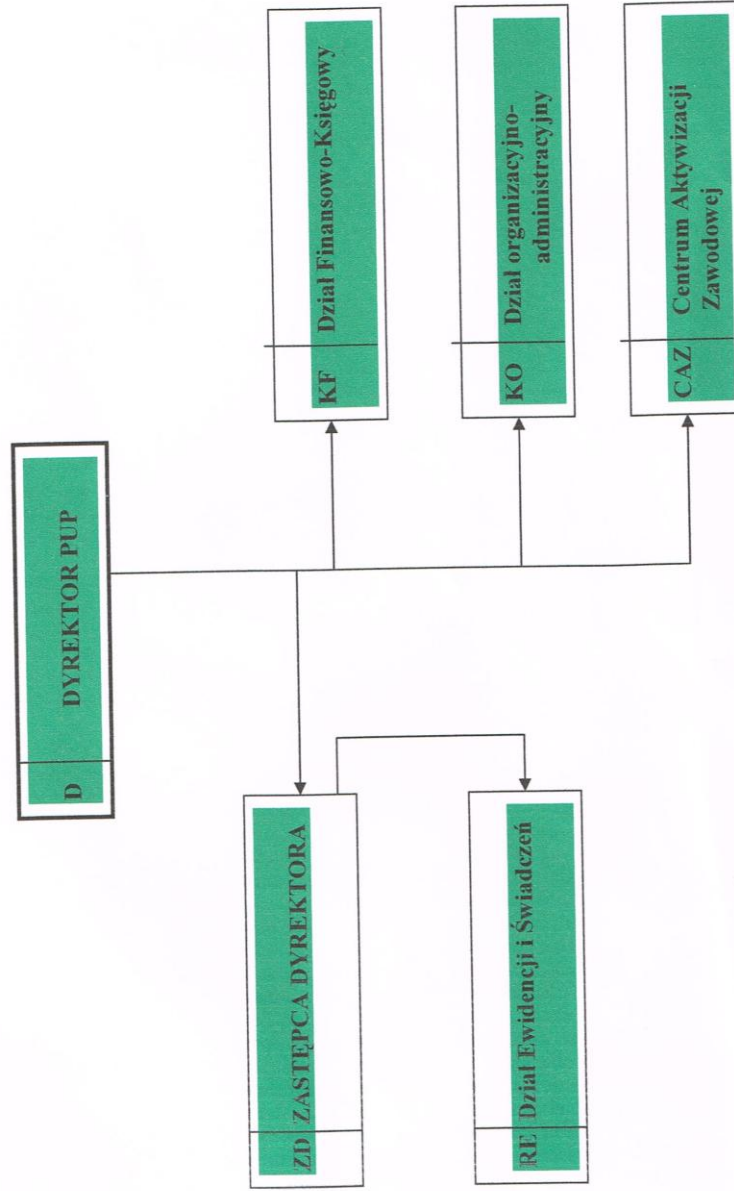 D DYREKTOR PUP
ZD ZASTĘPCA DYREKTORA
RE Dział Ewidencji i Świadczeń
KF Dział Finansowo-Księgowy
KO Dział organizacyjno-
administracyjny
CAZ Centrum Aktywizacji
Zawodowej